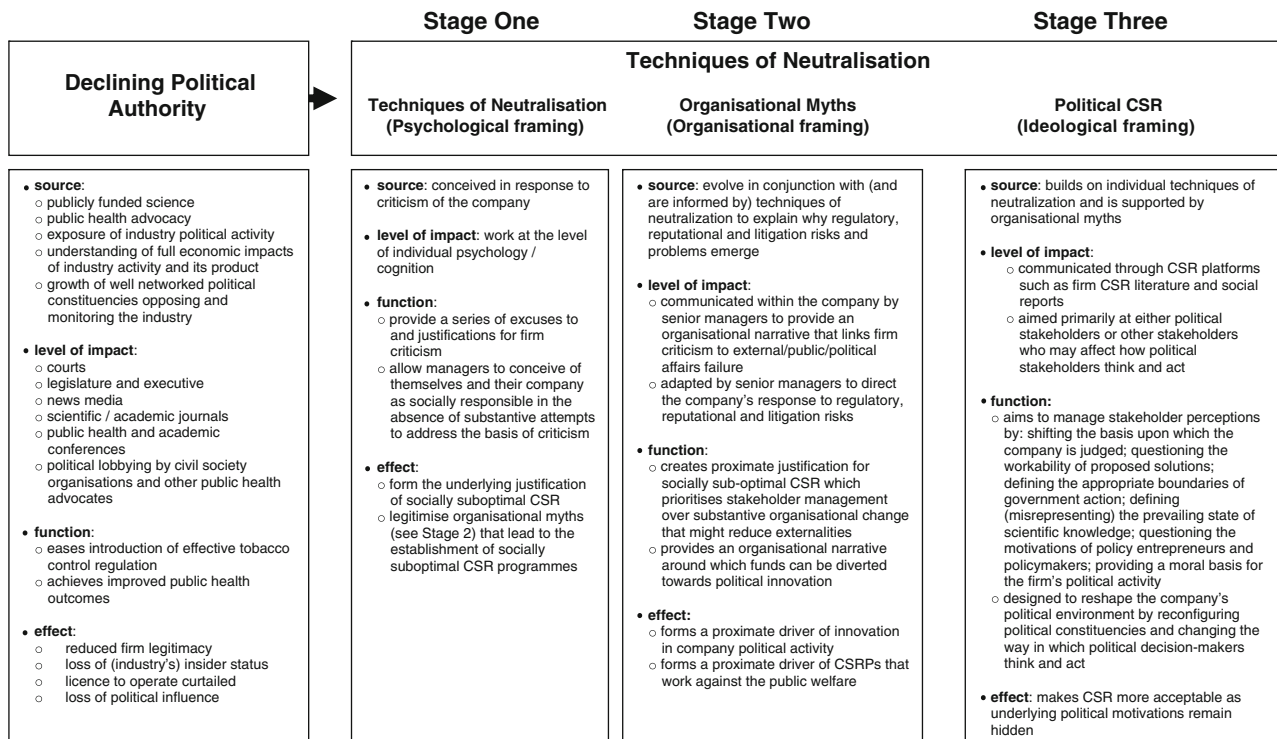 Stage One
Stage Two
Stage Three
Declining Political
Authority
Techniques of Neutralisation
Techniques of Neutralisation
(Psychological framing)
Organisational Myths
(Organisational framing)
Political CSR
(Ideological framing)
• source:
○ publicly funded science
○ public health advocacy
○ exposure of industry political activity
○ understanding of full economic impacts
of industry activity and its product
○ growth of well networked political
constituencies opposing and
monitoring the industry
• level of impact:
○ courts
○ legislature and executive
○ news media
○ scientific / academic journals
○ public health and academic
conferences
○ political lobbying by civil society
organisations and other public health
advocates
• function:
○ eases introduction of effective tobacco
control regulation
○ achieves improved public health
outcomes
• effect:
○ reduced firm legitimacy
○ loss of (industry's) insider status
○ licence to operate curtailed
○ loss of political influence
• source: conceived in response to
criticism of the company
• level of impact: work at the level
of individual psychology /
cognition
• function:
○ provide a series of excuses to
and justifications for firm
criticism
○ allow managers to conceive of
themselves and their company
as socially responsible in the
absence of substantive attempts
to address the basis of criticism
• effect:
○ form the underlying justification
of socially suboptimal CSR
○ legitimise organisational myths
(see Stage 2) that lead to the
establishment of socially
suboptimal CSR programmes
• source: evolve in conjunction with (and
are informed by) techniques of
neutralization to explain why regulatory,
reputational and litigation risks and
problems emerge
• level of impact:
○ communicated within the company by
senior managers to provide an
organisational narrative that links firm
criticism to external/public/political
affairs failure
○ adapted by senior managers to direct
the company's response to regulatory,
reputational and litigation risks
• function:
○ creates proximate justification for
socially sub-optimal CSR which
prioritises stakeholder management
over substantive organisational change
that might reduce externalities
○ provides an organisational narrative
around which funds can be diverted
towards political innovation
• effect:
○ forms a proximate driver of innovation
in company political activity
○ forms a proximate driver of CSRPs that
work against the public welfare
• source: builds on individual techniques of
neutralization and is supported by
organisational myths
• level of impact:
○ communicated through CSR platforms
such as firm CSR literature and social
reports
○ aimed primarily at either political
stakeholders or other stakeholders
who may affect how political
stakeholders think and act
• function:
○ aims to manage stakeholder perceptions
by: shifting the basis upon which the
company is judged; questioning the
workability of proposed solutions;
defining the appropriate boundaries of
government action; defining
(misrepresenting) the prevailing state of
scientific knowledge; questioning the
motivations of policy entrepreneurs and
policymakers; providing a moral basis for
the firm's political activity
○ designed to reshape the company's
political environment by reconfiguring
political constituencies and changing the
way in which political decision-makers
think and act
• effect: makes CSR more acceptable as
underlying political motivations remain
hidden